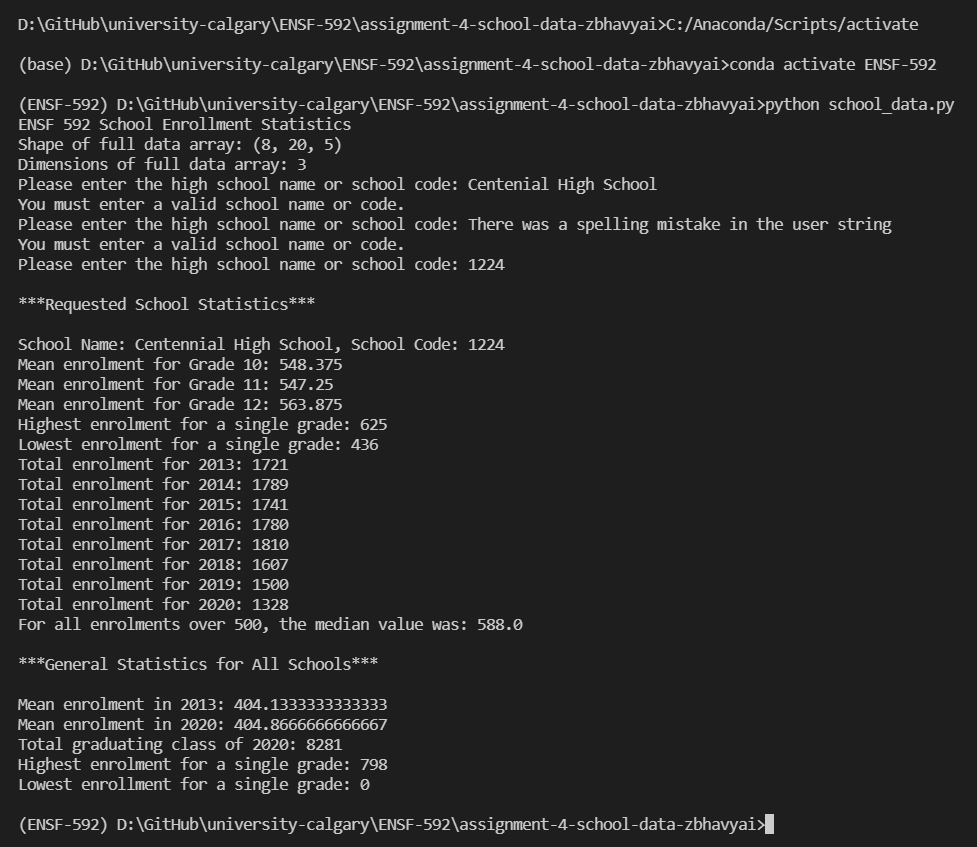 D:\GitHub\university-calgary\ENSF-592\assignment-4-school-data-zbhavyai>C:/Anaconda/Scripts/activate
(base) D:\GitHub\university-calgary\ENSF-592\assignment-4-school-data-zbhavyai>conda activate ENSF-592
(ENSF-592) D:\GitHub\university-calgary\ENSF-592\assignment-4-school-data-zbhavyai>python school_data.py
ENSF 592 School Enrollment Statistics
Shape of full data array: (8, 20, 5)
Dimensions of full data array: 3
Please enter the high school name or school code: Centenial High School
You must enter a valid school name or code.
Please enter the high school name or school code: There was a spelling mistake in the user string
You must enter a valid school name or code.
Please enter the high school name or school code: 1224
***Requested School Statistics***
School Name: Centennial High School, School Code: 1224
Mean enrolment for Grade 10: 548.375
Mean enrolment for Grade 11: 547.25
Mean enrolment for Grade 12: 563.875
Highest enrolment for a single grade: 625
Lowest enrolment for a single grade: 436
Total enrolment for 2013: 1721
Total enrolment for 2014: 1789
Total enrolment for 2015: 1741
Total enrolment for 2016: 1780
Total enrolment for 2017: 1810
Total enrolment for 2018: 1607
Total enrolment for 2019: 1500
Total enrolment for 2020: 1328
For all enrolments over 500, the median value was: 588.0
***General Statistics for All Schools***
Mean enrolment in 2013: 404.1333333333333
Mean enrolment in 2020: 404.8666666666667
Total graduating class of 2020: 8281
Highest enrolment for a single grade: 798
Lowest enrollment for a single grade: 0
(ENSF-592) D:\GitHub\university-calgary\ENSF-592\assignment-4-school-data-zbhavyai>